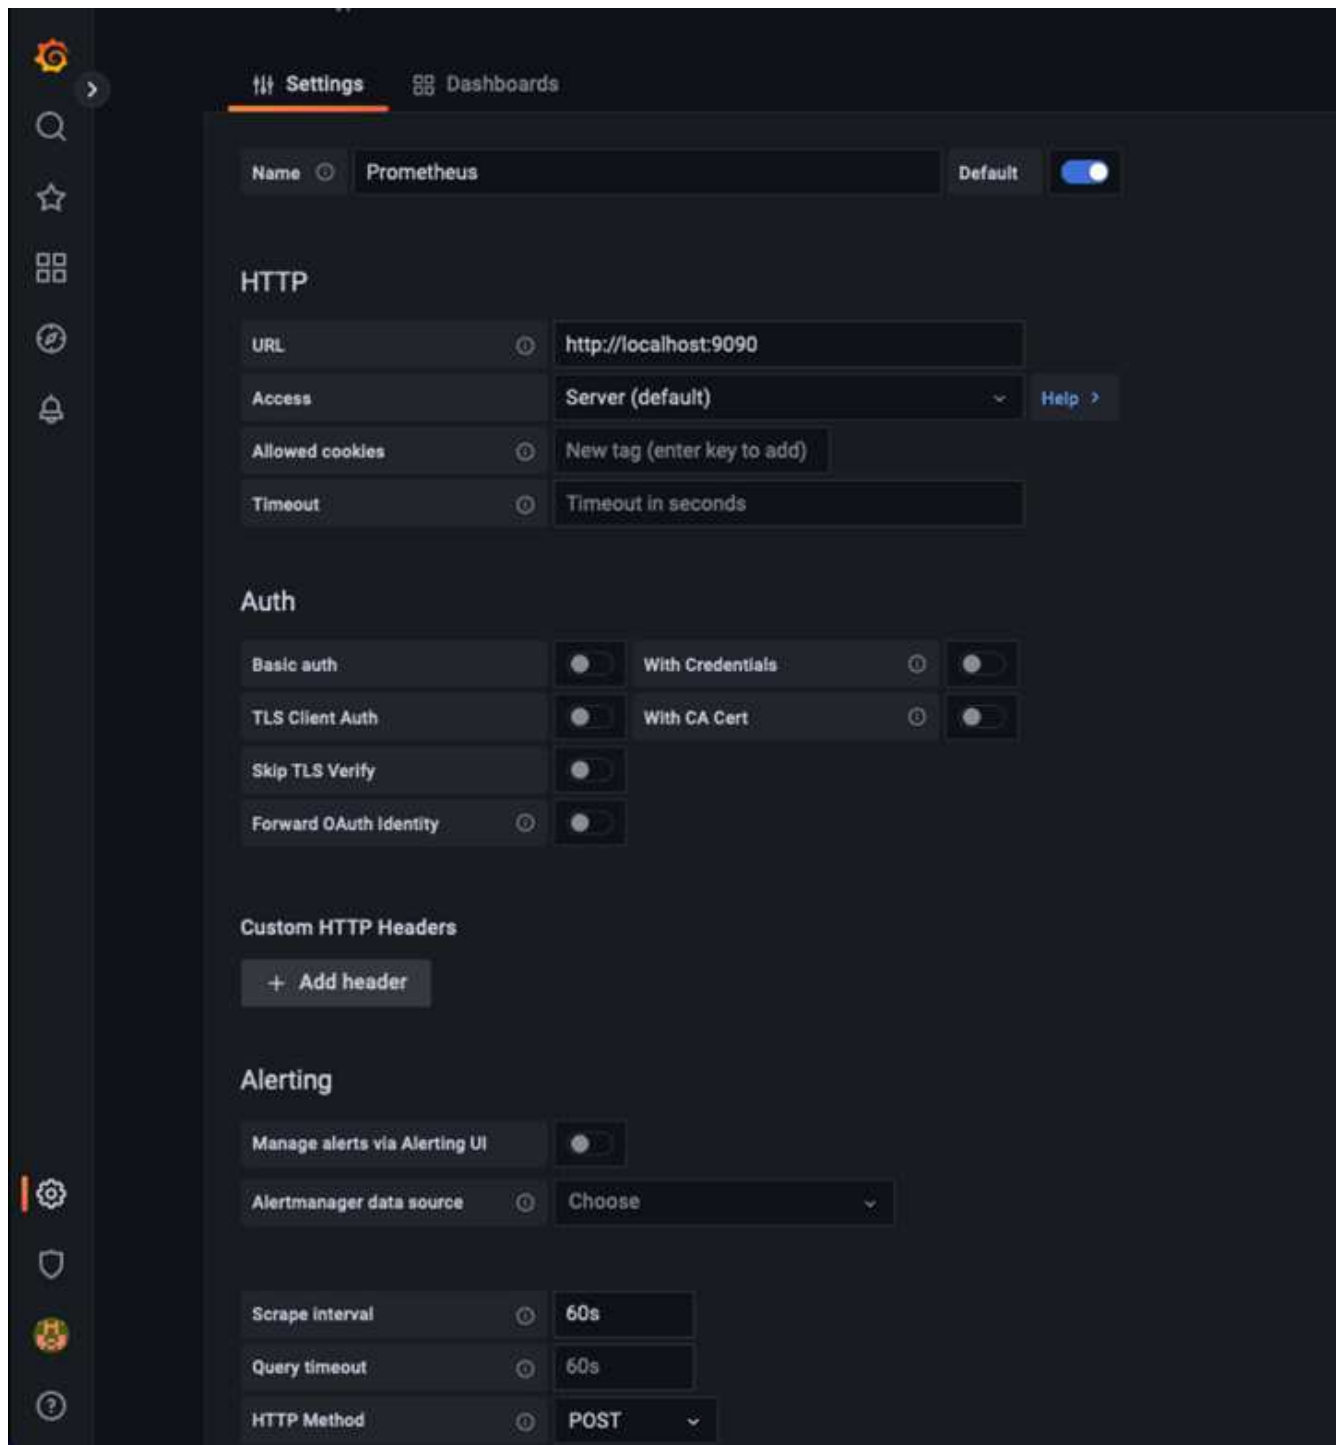 Settings Dashboards
Name Prometheus Default
HTTP
URL http://localhost:9090
Access Server (default) Help
Allowed cookies New tag (enter key to add)
Timeout Timeout in seconds
Auth
Basic auth With Credentials
TLS Client Auth With CA Cert
Skip TLS Verify
Forward OAuth Identity
Custom HTTP Headers
+ Add header
Alerting
Manage alerts via Alerting UI
Alertmanager data source Choose
Scrape interval 60s
Query timeout 60s
HTTP Method POST